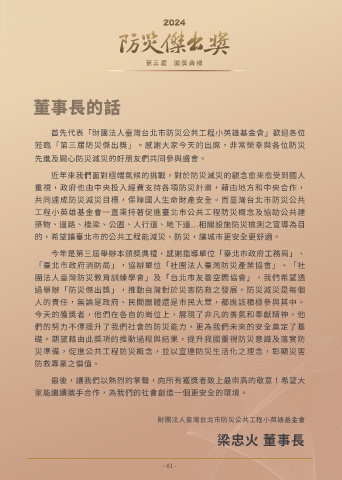 2024
防災傑出獎
第三屆 頒獎典禮
董事長的話
首先代表「財團法人臺灣台北市防災公共工程小英雄基金會」歡迎各位
蒞臨「第三屆防災傑出獎」。感謝大家今天的出席,非常榮幸與各位防災
先進及關心防災減災的好朋友們共同參與盛會。
近年來我們面對極端氣候的挑戰,對於防災減災的觀念愈來愈受到國人
重視,政府也由中央投入經費支持各項防災計畫,藉由地方和中央合作,
共同達成防災減災目標,保障國人生命財產安全。而臺灣台北市防災公共
工程小英雄基金會一直秉持著促進臺北市公共工程防災概念及協助公共建
築物、道路、橋梁、公園、人行道、地下道...相關設施防災檢測之宣導為目
的,希望讓臺北市的公共工程能減災、防災,讓城市更安全更舒適。
今年是第三屆舉辦本頒獎典禮,感謝指導單位「臺北市政府工務局」、
「臺北市政府消防局」,協辦單位「社團法人臺灣防災產業協會」、「社
團法人臺灣防災教育訓練學會」及「台北市友善空間協會」。我們希望透
過舉辦「防災傑出獎」,推動台灣對於災害防救之發展。防災減災是每個
人的責任,無論是政府、民間團體還是市民大眾,都應該積極參與其中。
今天的獲獎者,他們在各自的崗位上,展現了非凡的勇氣和奉獻精神。他
們的努力不僅提升了我們社會的防災能力,更為我們未來的安全奠定了基
礎。期望藉由此獎項的推動過程與結果,提升我國重視防災意識及落實防
災準備,促進公共工程防災概念,並以宣達防災生活化之理念,彰顯災害
防救專業之價值。
最後,讓我們以熱烈的掌聲,向所有獲獎者致上最崇高的敬意!希望大
家能繼續攜手合作,為我們的社會創造一個更安全的環境。
財團法人臺灣台北市防災公共工程小英雄基金會
梁忠火 董事長
- 01 -